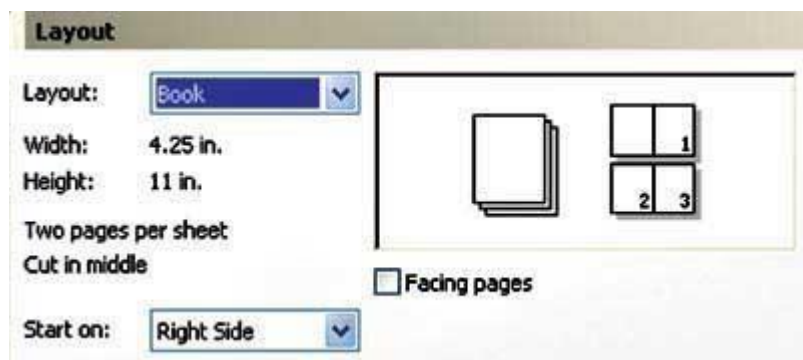 Layout
Layout: Book
Width: 4.25 in.
Height: 11 in.
Two pages per sheet
Cut in middle
Start on: Right Side
1
2 3
Facing pages